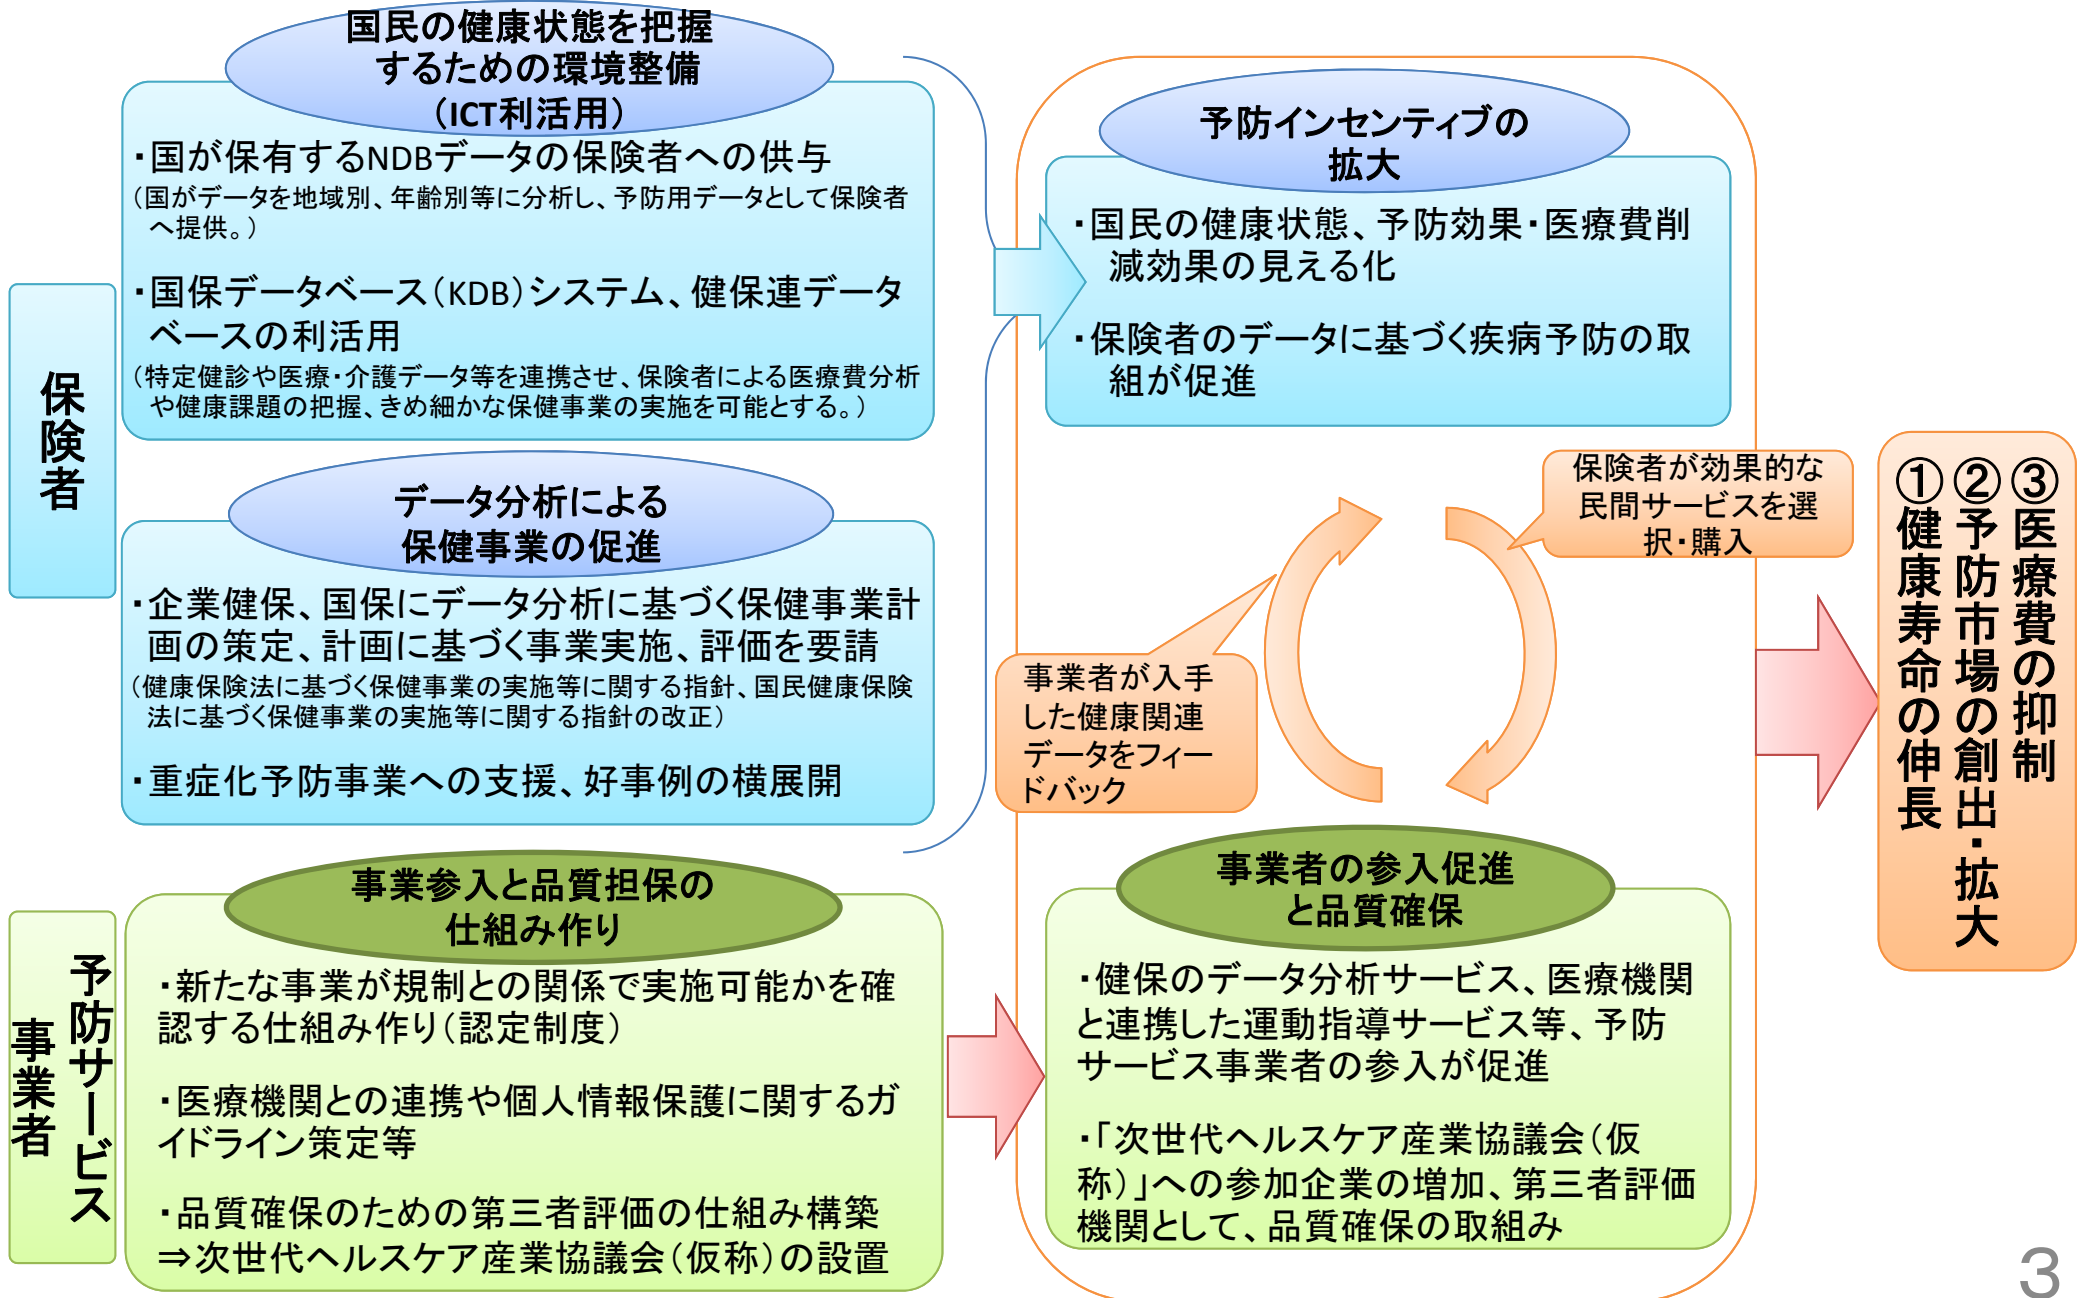 保険者
国民の健康状態を把握
するための環境整備
（ICT利活用）
・国が保有するNDBデータの保険者への供与
（国がデータを地域別、年齢別等に分析し、予防用データとして保険者
へ提供。）
・国保データベース（KDB）システム、健保連データ
ベースの利活用
（特定健診や医療・介護データ等を連携させ、保険者による医療費分析
や健康課題の把握、きめ細かな保健事業の実施を可能とする。）
データ分析による
保健事業の促進
・企業健保、国保にデータ分析に基づく保健事業計
画の策定、計画に基づく事業実施、評価を要請
（健康保険法に基づく保健事業の実施等に関する指針、国民健康保険
法に基づく保健事業の実施等に関する指針の改正）
・重症化予防事業への支援、好事例の横展開
予防サービス
事業者
事業参入と品質担保の
仕組み作り
・新たな事業が規制との関係で実施可能かを確
認する仕組み作り（認定制度）
・医療機関との連携や個人情報保護に関するガ
イドライン策定等
・品質確保のための第三者評価の仕組み構築
⇒次世代ヘルスケア産業協議会（仮称）の設置
予防インセンティブの
拡大
・国民の健康状態、予防効果・医療費削
減効果の見える化
・保険者のデータに基づく疾病予防の取
組が促進
保険者が効果的な
民間サービスを選
択・購入
事業者が入手
した健康関連
データをフィー
ドバック
事業者の参入促進
と品質確保
・健保のデータ分析サービス、医療機関
と連携した運動指導サービス等、予防
サービス事業者の参入が促進
・「次世代ヘルスケア産業協議会（仮
称）」への参加企業の増加、第三者評価
機関として、品質確保の取組み
①健康寿命の伸長
②予防市場の創出・拡大
③医療費の抑制
3